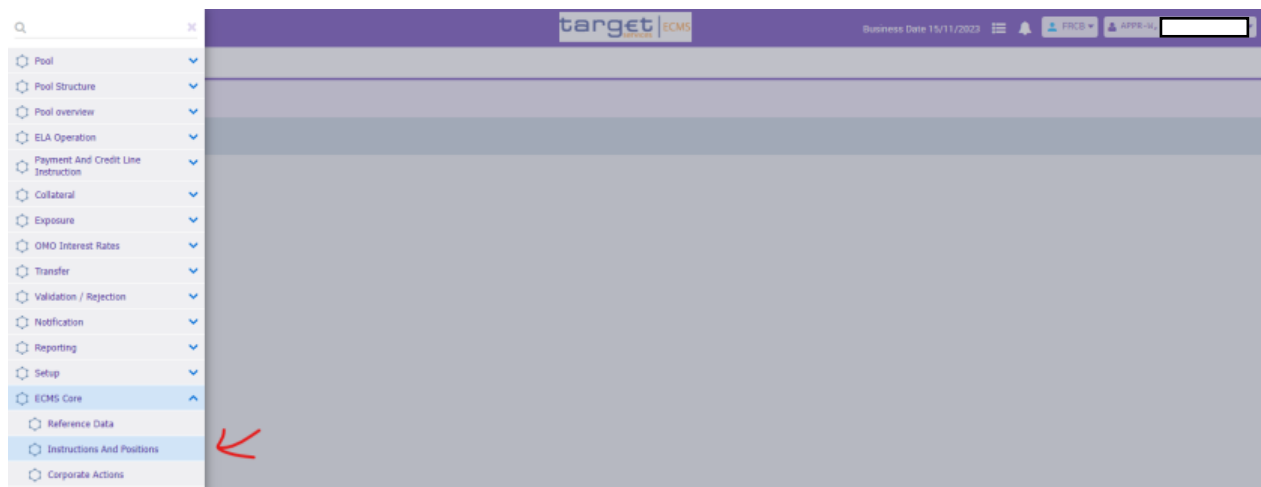 target | ECMS
services
Business Date 15/11/2023
FRCB
APPR-W,
Pool
Pool Structure
Pool overview
ELA Operation
Payment And Credit Line
Instruction
Collateral
Exposure
OMO Interest Rates
Transfer
Validation / Rejection
Notification
Reporting
Setup
ECMS Core
Reference Data
Instructions And Positions
Corporate Actions